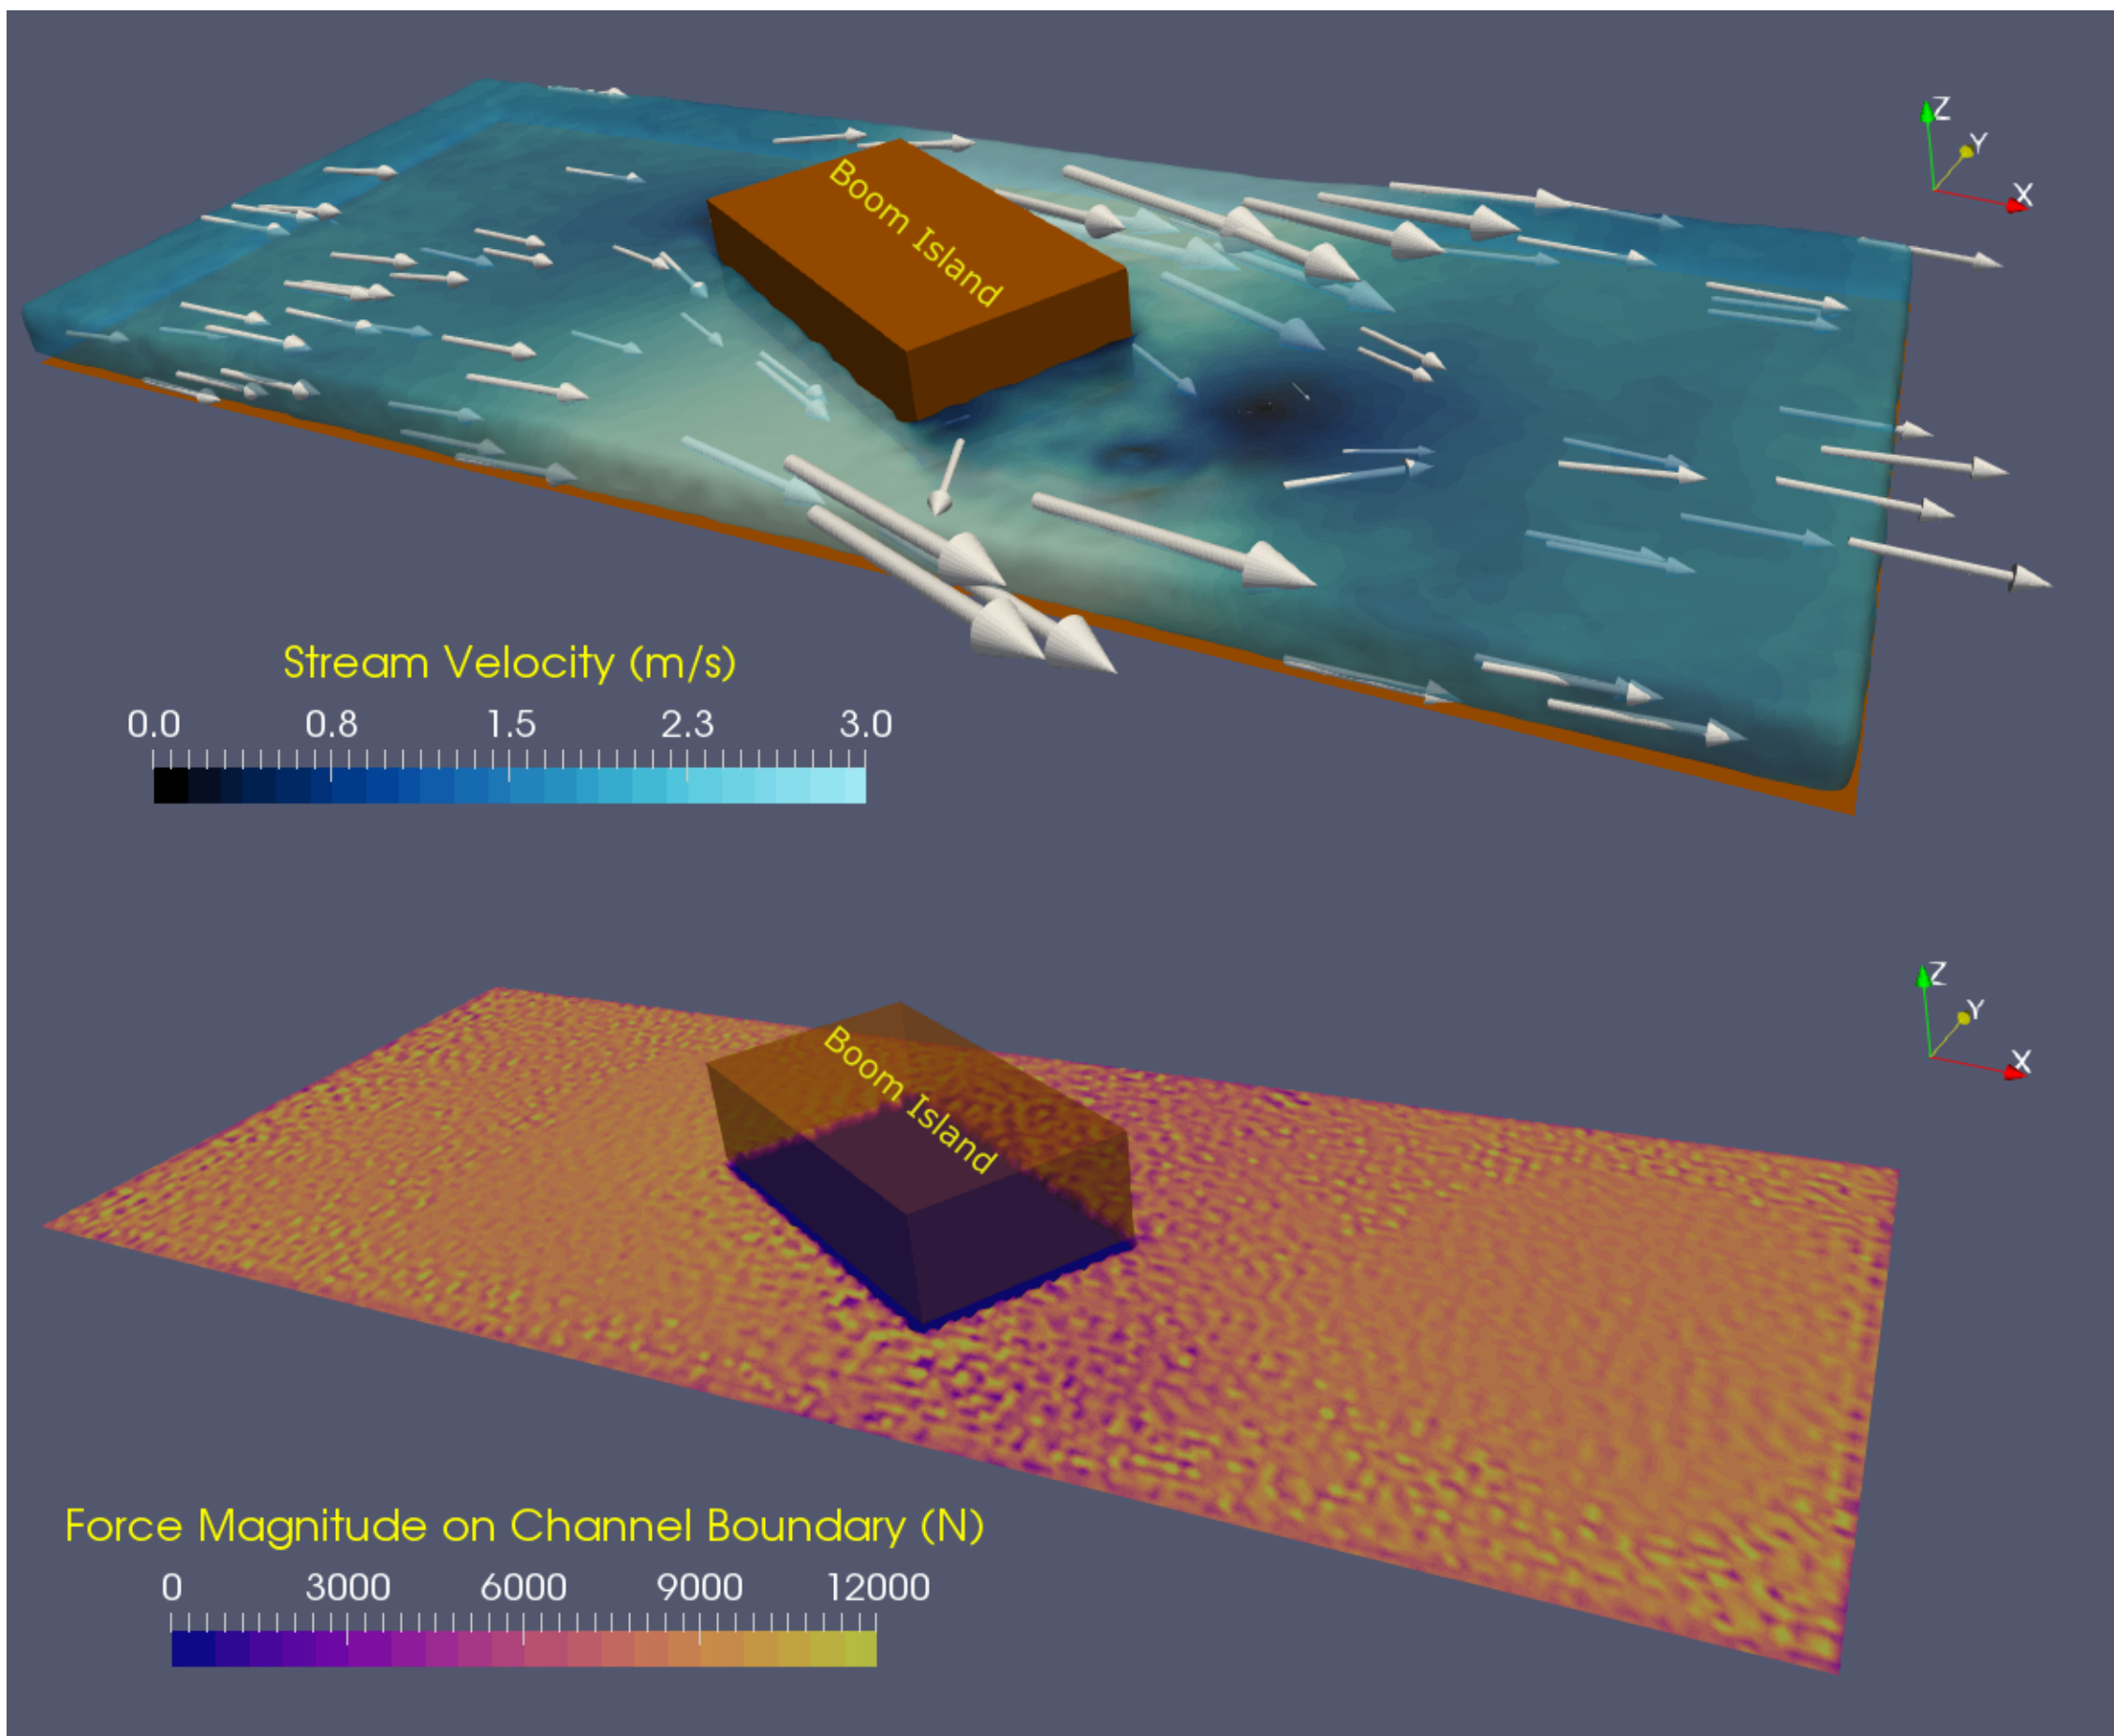 Z
Y
X
Boom Island
Stream Velocity (m/s)
0.0 0.8 1.5 2.3 3.0
Z
Y
X
Boom Island
Force Magnitude on Channel Boundary (N)
0 3000 6000 9000 12000